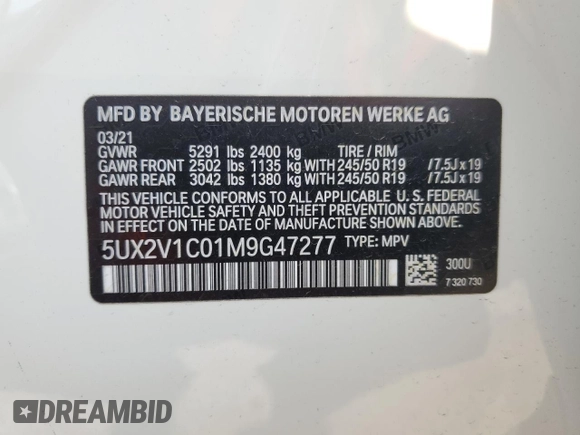 MFD BY BAYERISCHE MOTOREN WERKE AG
03/21
GVWR 5291 lbs 2400 kg TIRE / RIM
GAWR FRONT 2502 lbs 1135 kg WITH 245/50 R19 /7.5J x 19
GAWR REAR 3042 lbs 1380 kg WITH 245/50 R19 /7.5J x 19
THIS VEHICLE CONFORMS TO ALL APPLICABLE U. S. FEDERAL
MOTOR VEHICLE SAFETY AND THEFT PREVENTION STANDARDS
IN EFFECT ON THE DATE OF MANUFACTURE SHOWN ABOVE.
5UX2V1C01M9G47277 TYPE: MPV
300U
7 320 730
DREAMBID